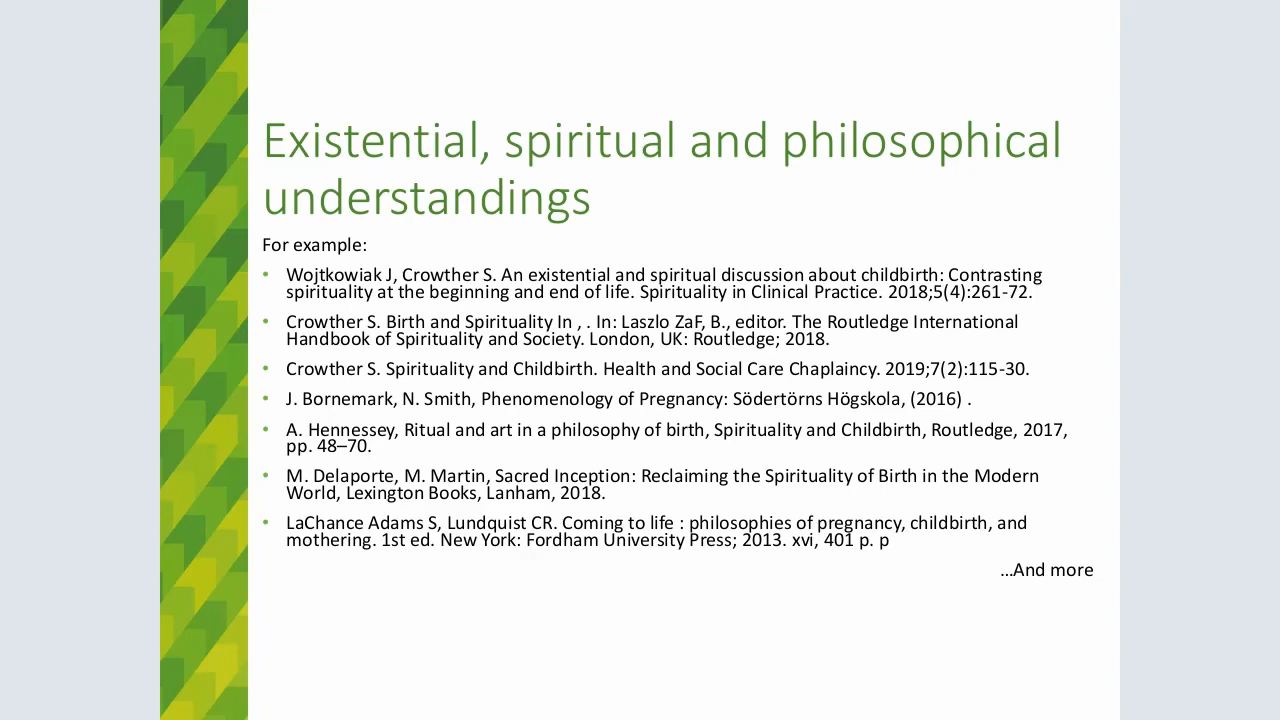 Existential, spiritual and philosophical
understandings
For example:
• Wojtkowiak J, Crowther S. An existential and spiritual discussion about childbirth: Contrasting
spirituality at the beginning and end of life. Spirituality in Clinical Practice. 2018;5(4):261-72.
• Crowther S. Birth and Spirituality In , . In: Laszlo ZaF, B., editor. The Routledge International
Handbook of Spirituality and Society. London, UK: Routledge; 2018.
• Crowther S. Spirituality and Childbirth. Health and Social Care Chaplaincy. 2019;7(2):115-30.
• J. Bornemark, N. Smith, Phenomenology of Pregnancy: Södertörns Högskola, (2016) .
• A. Hennessey, Ritual and art in a philosophy of birth, Spirituality and Childbirth, Routledge, 2017,
pp. 48–70.
• M. Delaporte, M. Martin, Sacred Inception: Reclaiming the Spirituality of Birth in the Modern
World, Lexington Books, Lanham, 2018.
• LaChance Adams S, Lundquist CR. Coming to life : philosophies of pregnancy, childbirth, and
mothering. 1st ed. New York: Fordham University Press; 2013. xvi, 401 p. p
…And more